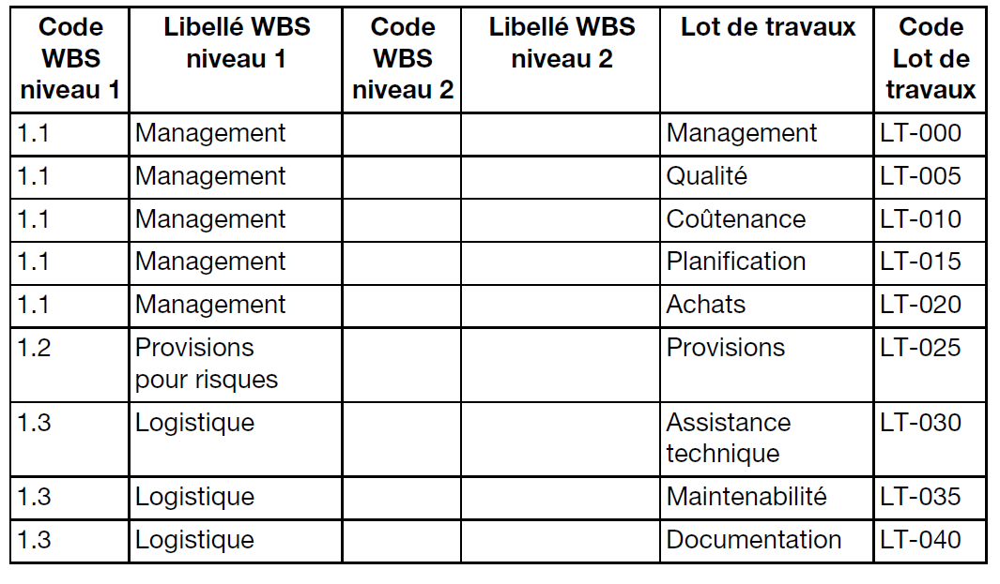 Code WBS niveau 1 Libellé WBS niveau 1 Code WBS niveau 2 Libellé WBS niveau 2 Lot de travaux Code Lot de travaux
1.1 Management Management LT-000
1.1 Management Qualité LT-005
1.1 Management Coûtenance LT-010
1.1 Management Planification LT-015
1.1 Management Achats LT-020
1.2 Provisions pour risques Provisions LT-025
1.3 Logistique Assistance technique LT-030
1.3 Logistique Maintenabilité LT-035
1.3 Logistique Documentation LT-040